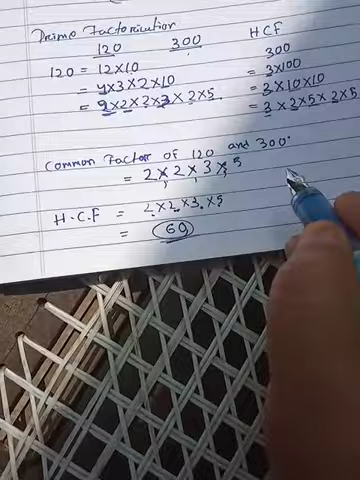 Prime Factorization
HCF
120 300
120 = 12×10
= 4×3×2×10
= 2×2×2×3×2×5
300
= 3×100
= 3×10×10
= 3×2×5×2×5
Common Factor of 120 and 300
= 2×2×3×5
H.C.F = 2×2×3×5
= 60